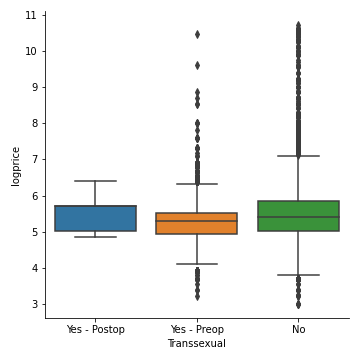 11
10
9
8
7
6
5
4
3
logprice
Yes - Postop
Yes - Preop
No
Transsexual